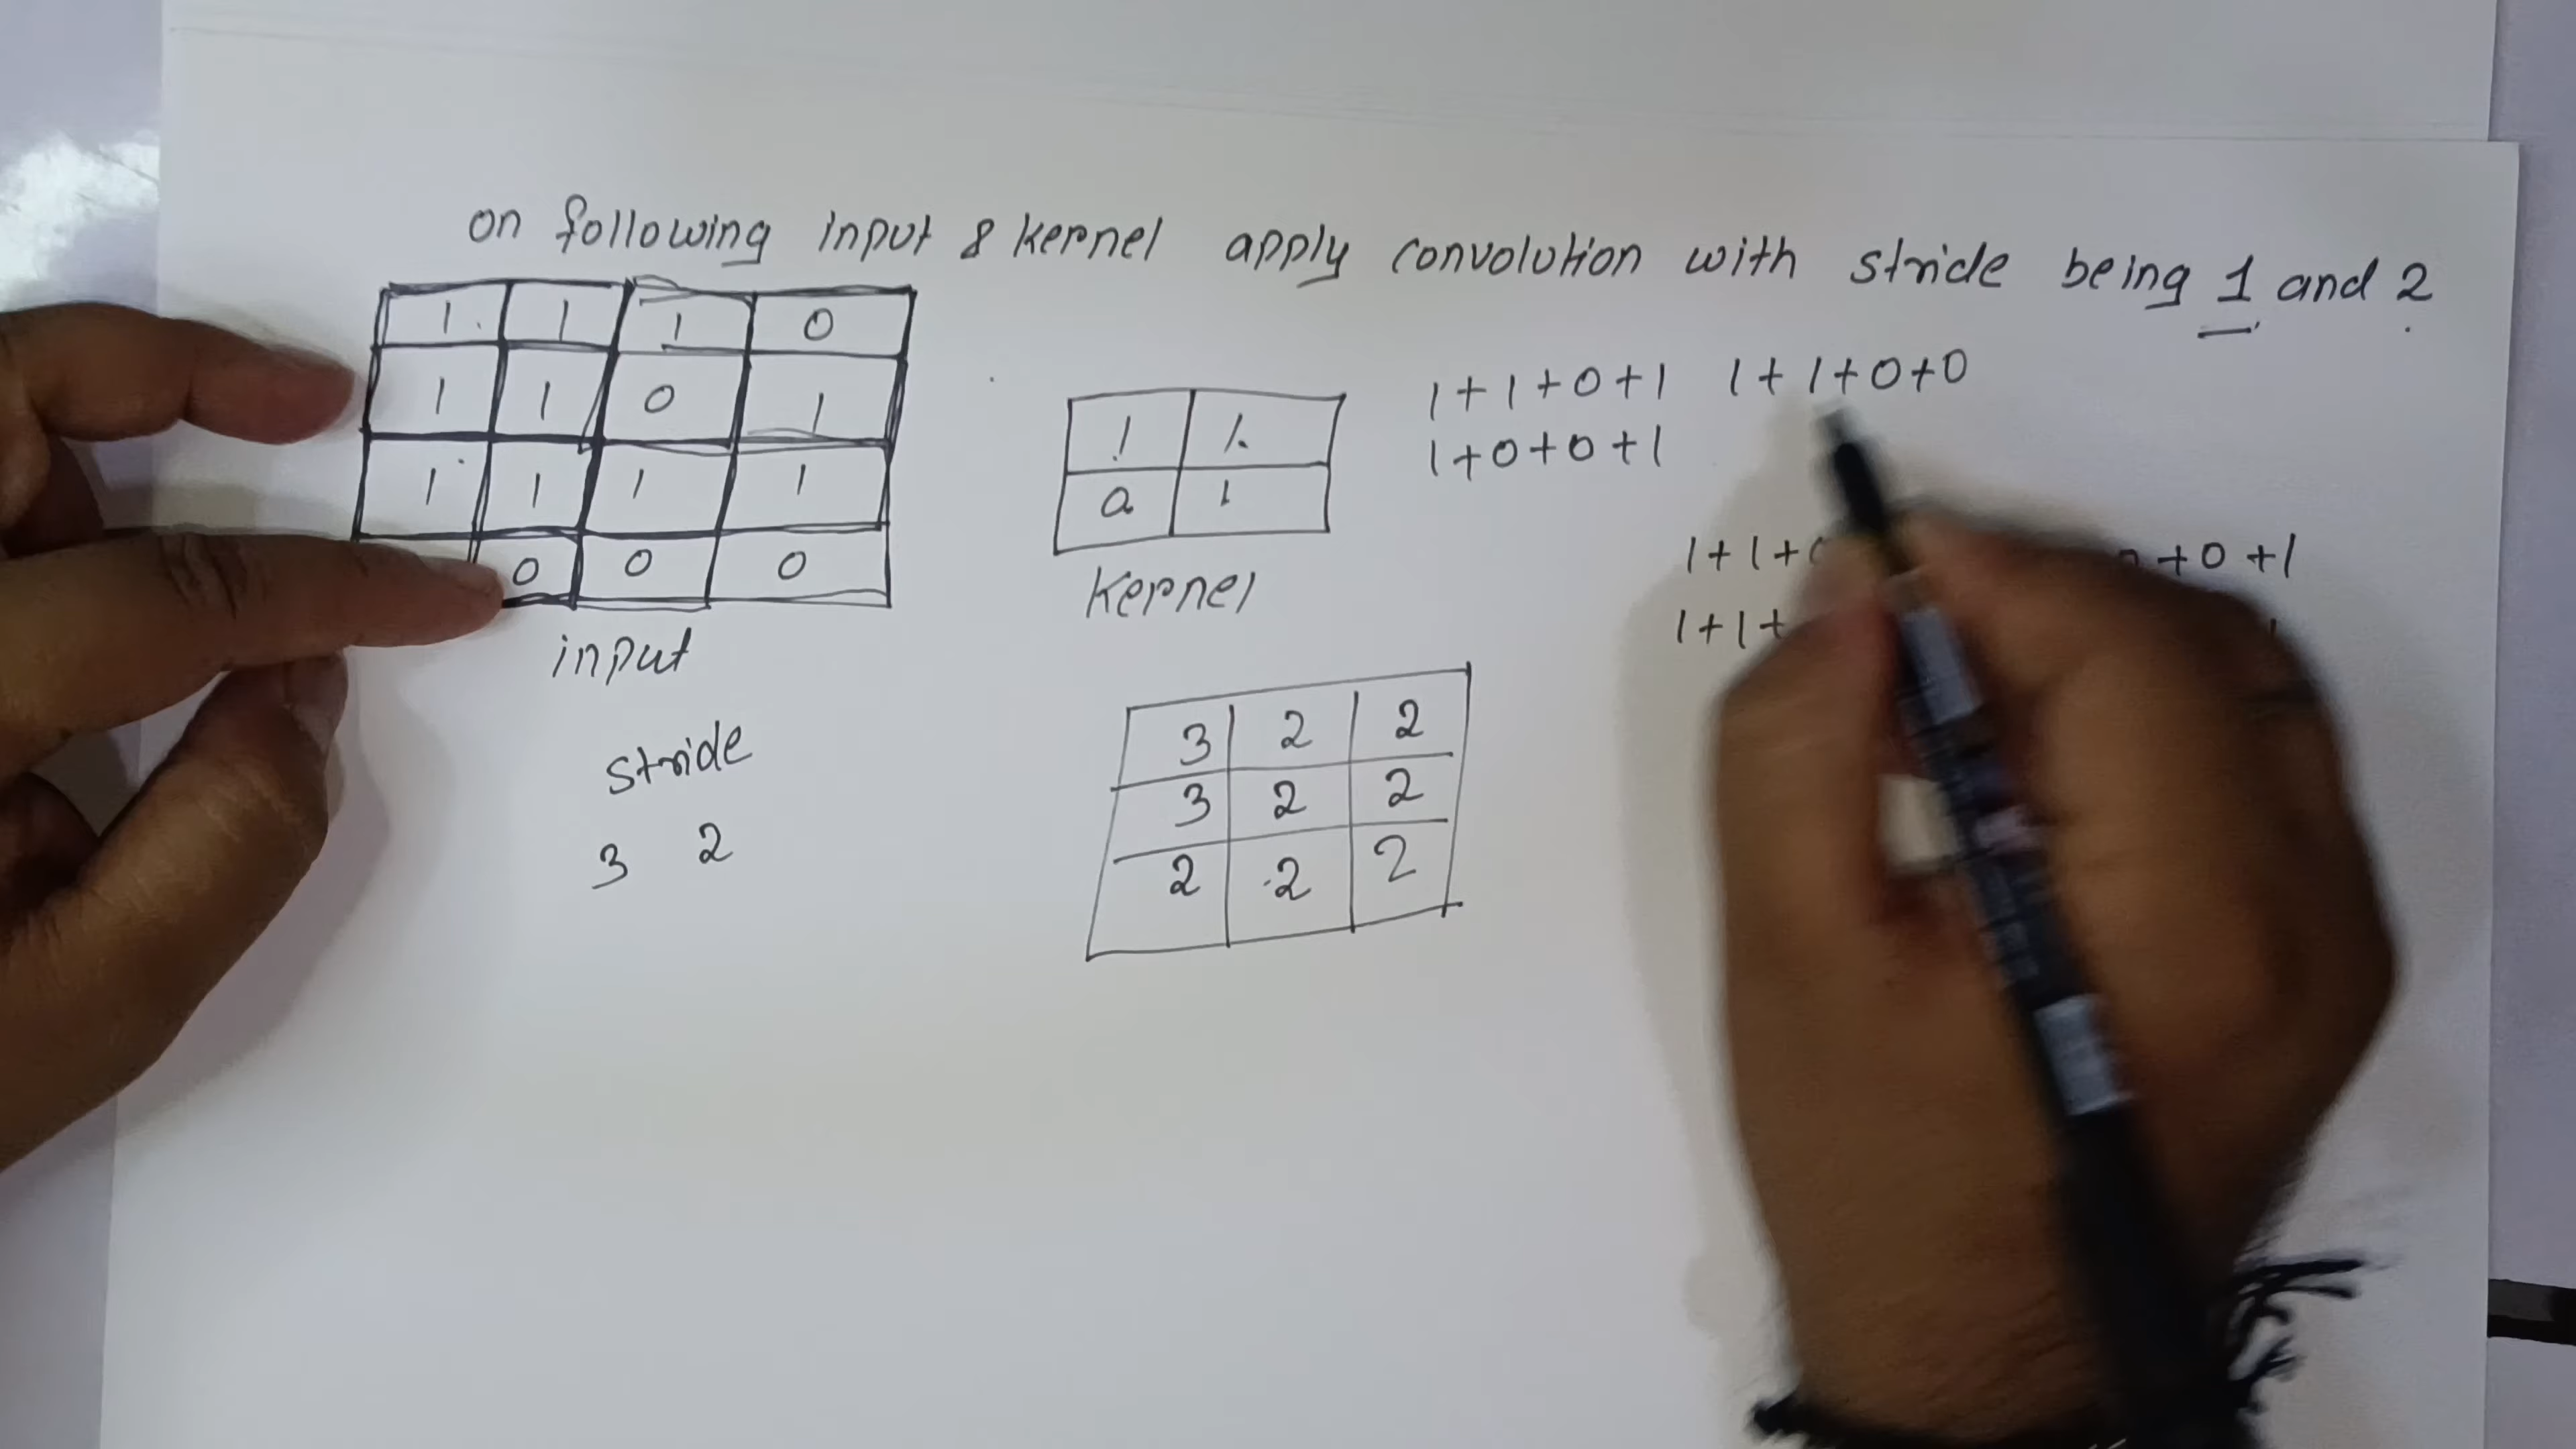 on following input & kernel apply convolution with stride being 1 and 2
1 1 1 0
1 1 0 1
1 1 1 1
0 0 0
input
1 1
0 1
kernel
1+1+0+1 1+1+0+0
1+0+0+1
1+1+ +0+1
1+1+
stride
3 2
3 2 2
3 2 2
2 2 2